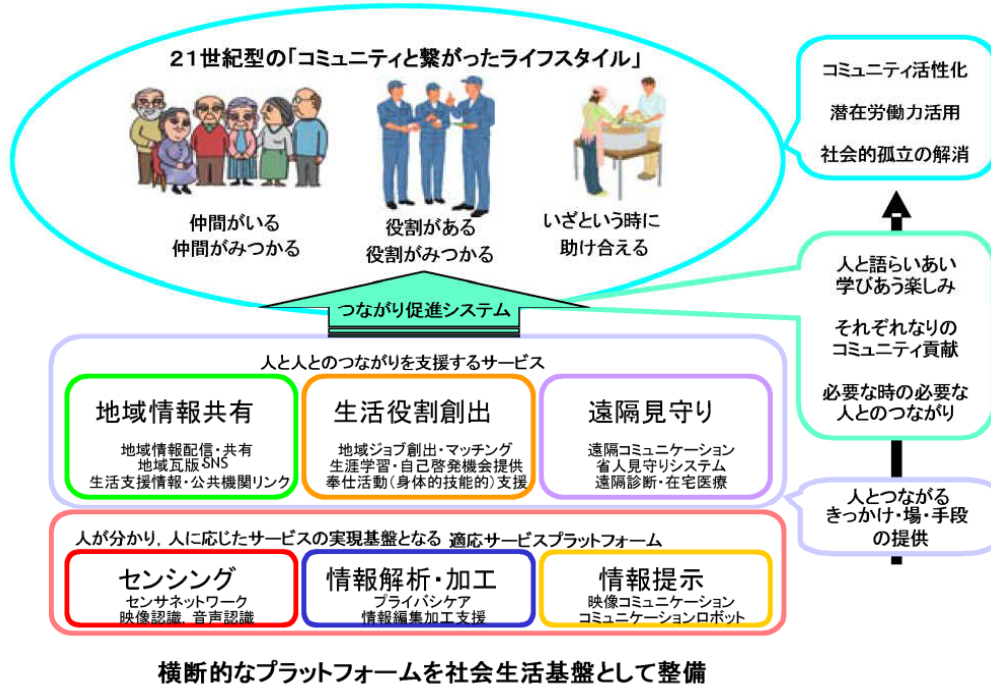 21世紀型の「コミュニティと繋がったライフスタイル」
仲間がいる
仲間がみつかる
役割がある
役割がみつかる
いざという時に
助け合える
つながり促進システム
コミュニティ活性化
潜在労働力活用
社会的孤立の解消
人と語らいあい
学びあう楽しみ
それぞれなりの
コミュニティ貢献
必要な時の必要な
人とのつながり
人とつながる
きっかけ・場・手段
の提供
人と人とのつながりを支援するサービス
地域情報共有
地域情報配信・共有
地域瓦版SNS
生活支援情報・公共機関リンク
生活役割創出
地域ジョブ創出・マッチング
生涯学習・自己啓発機会提供
奉仕活動(身体的技能的)支援
遠隔見守り
遠隔コミュニケーション
省人見守りシステム
遠隔診断・在宅医療
人が分かり，人に応じたサービスの実現基盤となる 適応サービスプラットフォーム
センシング
センサネットワーク
映像認識，音声認識
情報解析・加工
プライバシケア
情報編集加工支援
情報提示
映像コミュニケーション
コミュニケーションロボット
横断的なプラットフォームを社会生活基盤として整備